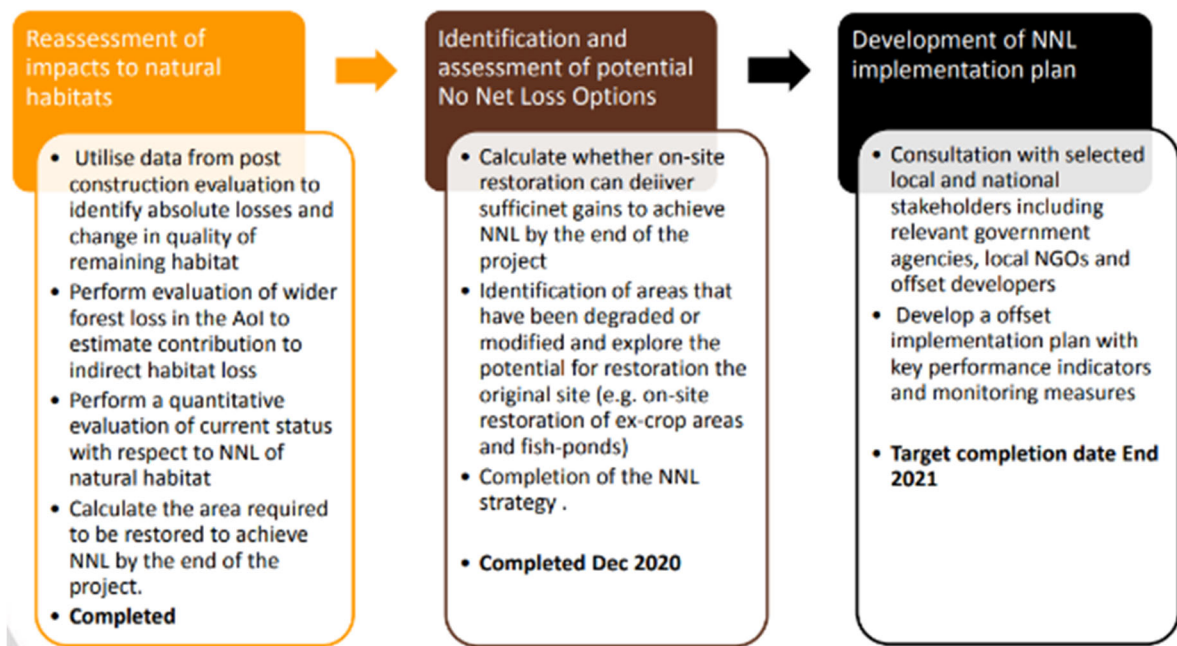 Reassessment of
impacts to natural
habitats
• Utilise data from post
construction evaluation to
identify absolute losses and
change in quality of
remaining habitat
• Perform evaluation of wider
forest loss in the AoI to
estimate contribution to
indirect habitat loss
• Perform a quantitative
evaluation of current status
with respect to NNL of
natural habitat
• Calculate the area required
to be restored to achieve
NNL by the end of the
project.
• Completed
Identification and
assessment of potential
No Net Loss Options
• Calculate whether on-site
restoration can deiiver
sufficinet gains to achieve
NNL by the end of the
project
• Identification of areas that
have been degraded or
modified and explore the
potential for restoration the
original site (e.g. on-site
restoration of ex-crop areas
and fish-ponds)
• Completion of the NNL
strategy .
• Completed Dec 2020
Development of NNL
implementation plan
• Consultation with selected
local and national
stakeholders including
relevant government
agencies, local NGOs and
offset developers
• Develop a offset
implementation plan with
key performance indicators
and monitoring measures
• Target completion date End
2021